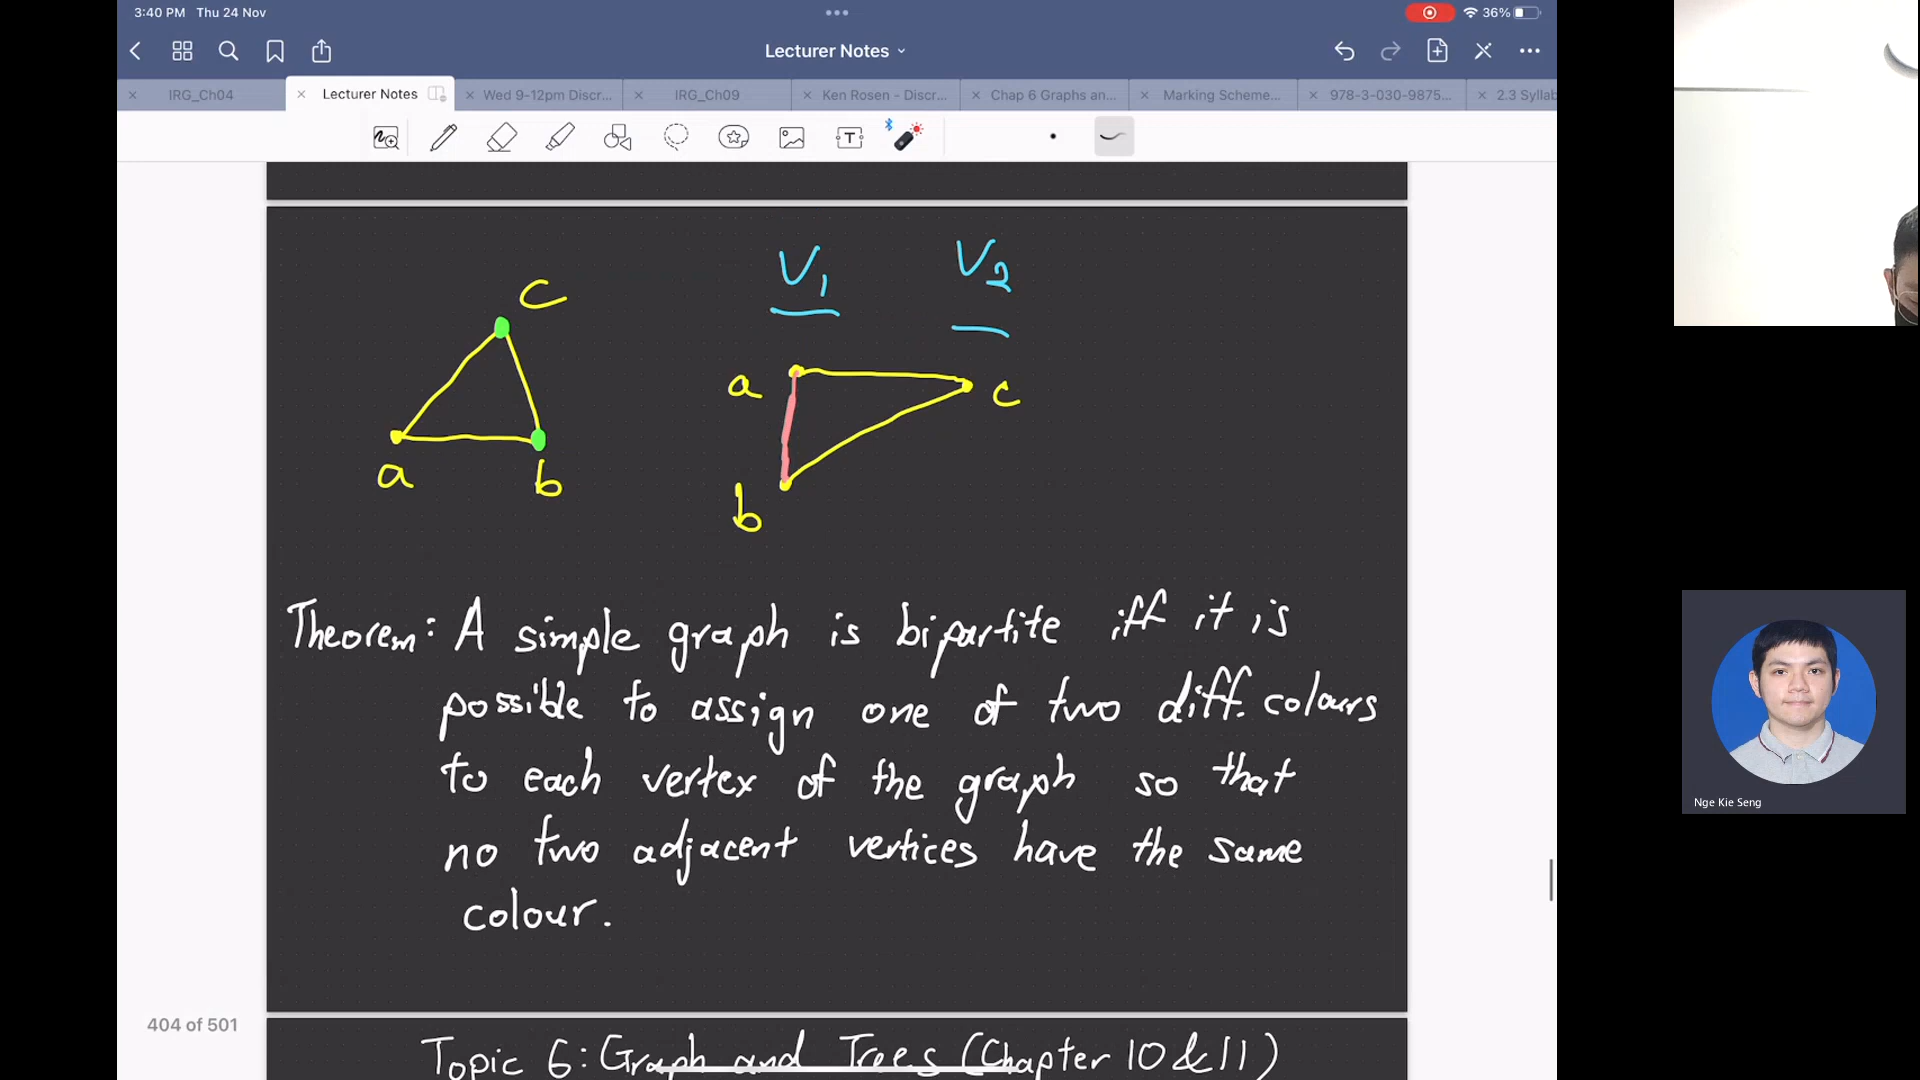 3:40 PM Thu 24 Nov
36%
Lecturer Notes
IRG_Ch04
Lecturer Notes
Wed 9-12pm Discr...
IRG_Ch09
Ken Rosen - Discr...
Chap 6 Graphs an...
Marking Scheme...
978-3-030-9875...
2.3 Syllab
T
V1 V2
c
a c
a b
b
Theorem: A simple graph is bipartite iff it is
possible to assign one of two diff. colours
to each vertex of the graph so that
no two adjacent vertices have the same
colour.
Nge Kie Seng
404 of 501
Topic 6: Graph and Trees (Chapter 10 & 11)